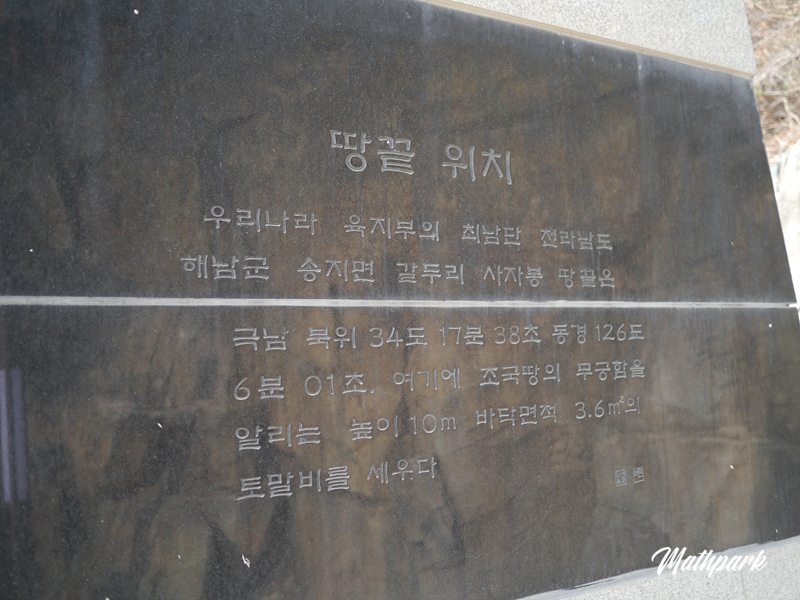 땅끝 위치
우리나라 육지부의 최남단 전라남도
해남군 송지면 갈두리 사자봉 땅끝은
극남 북위 34도 17분 38초 동경 126도
6분 01초. 여기에 조국땅의 무궁함을
알리는 높이 10m 바닥면적 3.6m²의
토말비를 세우다
Mathpark